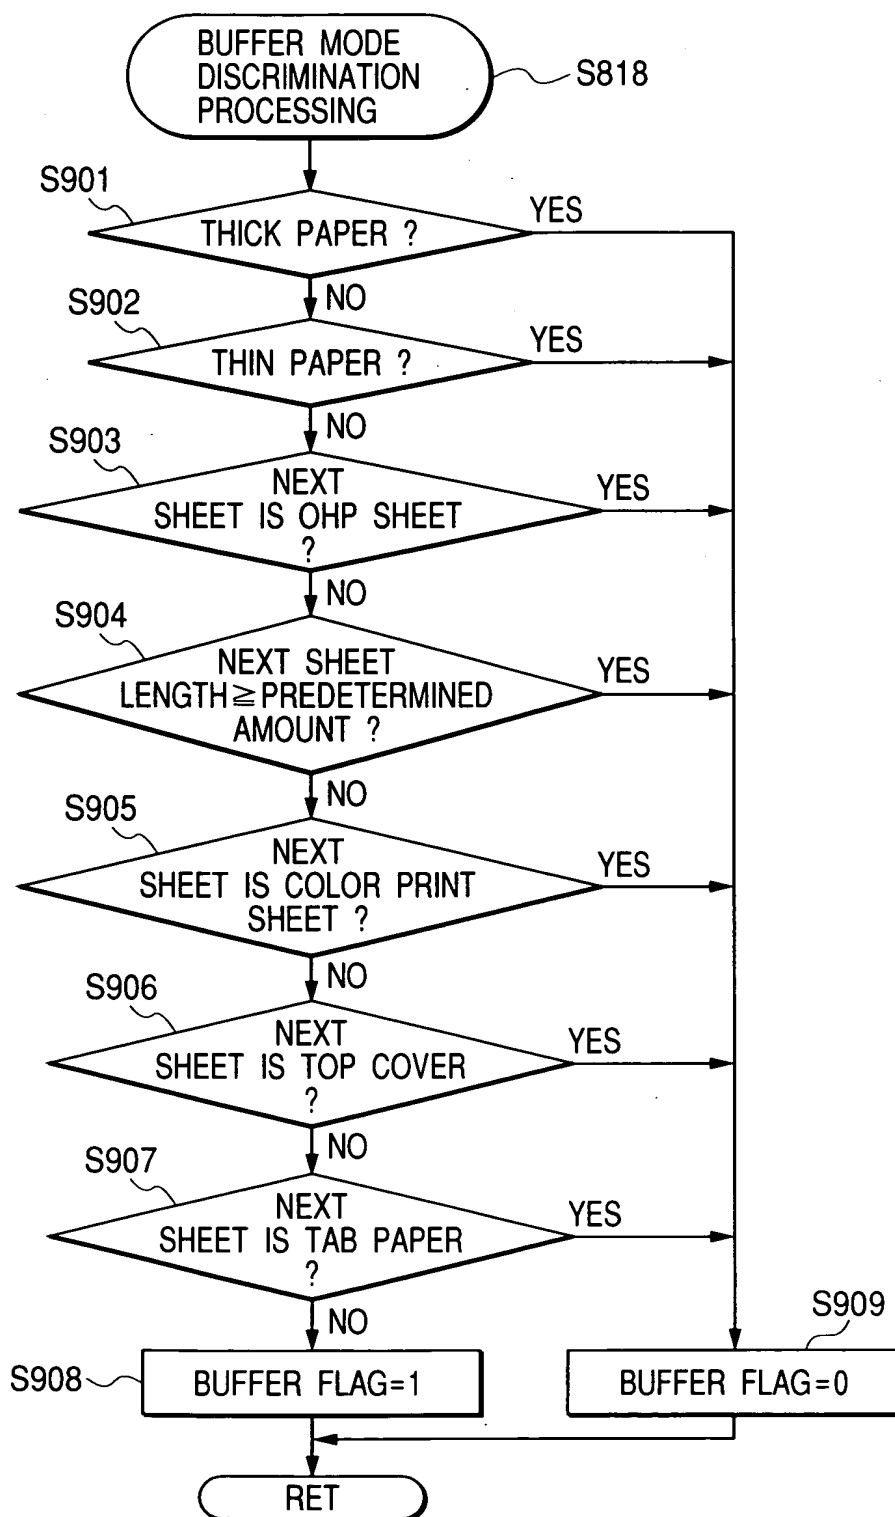 BUFFER MODE
DISCRIMINATION
PROCESSING
S818
S901
THICK PAPER ?
YES
NO
S902
THIN PAPER ?
YES
NO
S903
NEXT
SHEET IS OHP SHEET
?
YES
NO
S904
NEXT SHEET
LENGTH≧PREDETERMINED
AMOUNT ?
YES
NO
S905
NEXT
SHEET IS COLOR PRINT
SHEET ?
YES
NO
S906
NEXT
SHEET IS TOP COVER
?
YES
NO
S907
NEXT
SHEET IS TAB PAPER
?
YES
NO
S908
BUFFER FLAG=1
S909
BUFFER FLAG=0
RET